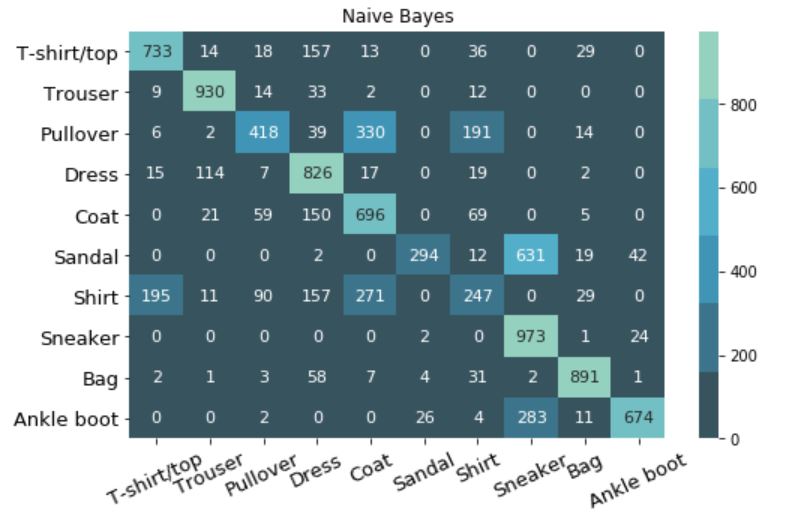 Naive Bayes
T-shirt/top 733 14 18 157 13 0 36 0 29 0
Trouser 9 930 14 33 2 0 12 0 0 0
Pullover 6 2 418 39 330 0 191 0 14 0
Dress 15 114 7 826 17 0 19 0 2 0
Coat 0 21 59 150 696 0 69 0 5 0
Sandal 0 0 0 2 0 294 12 631 19 42
Shirt 195 11 90 157 271 0 247 0 29 0
Sneaker 0 0 0 0 0 2 0 973 1 24
Bag 2 1 3 58 7 4 31 2 891 1
Ankle boot 0 0 2 0 0 26 4 283 11 674
T-shirt/top Trouser Pullover Dress Coat Sandal Shirt Sneaker Bag Ankle boot
800
600
400
200
0